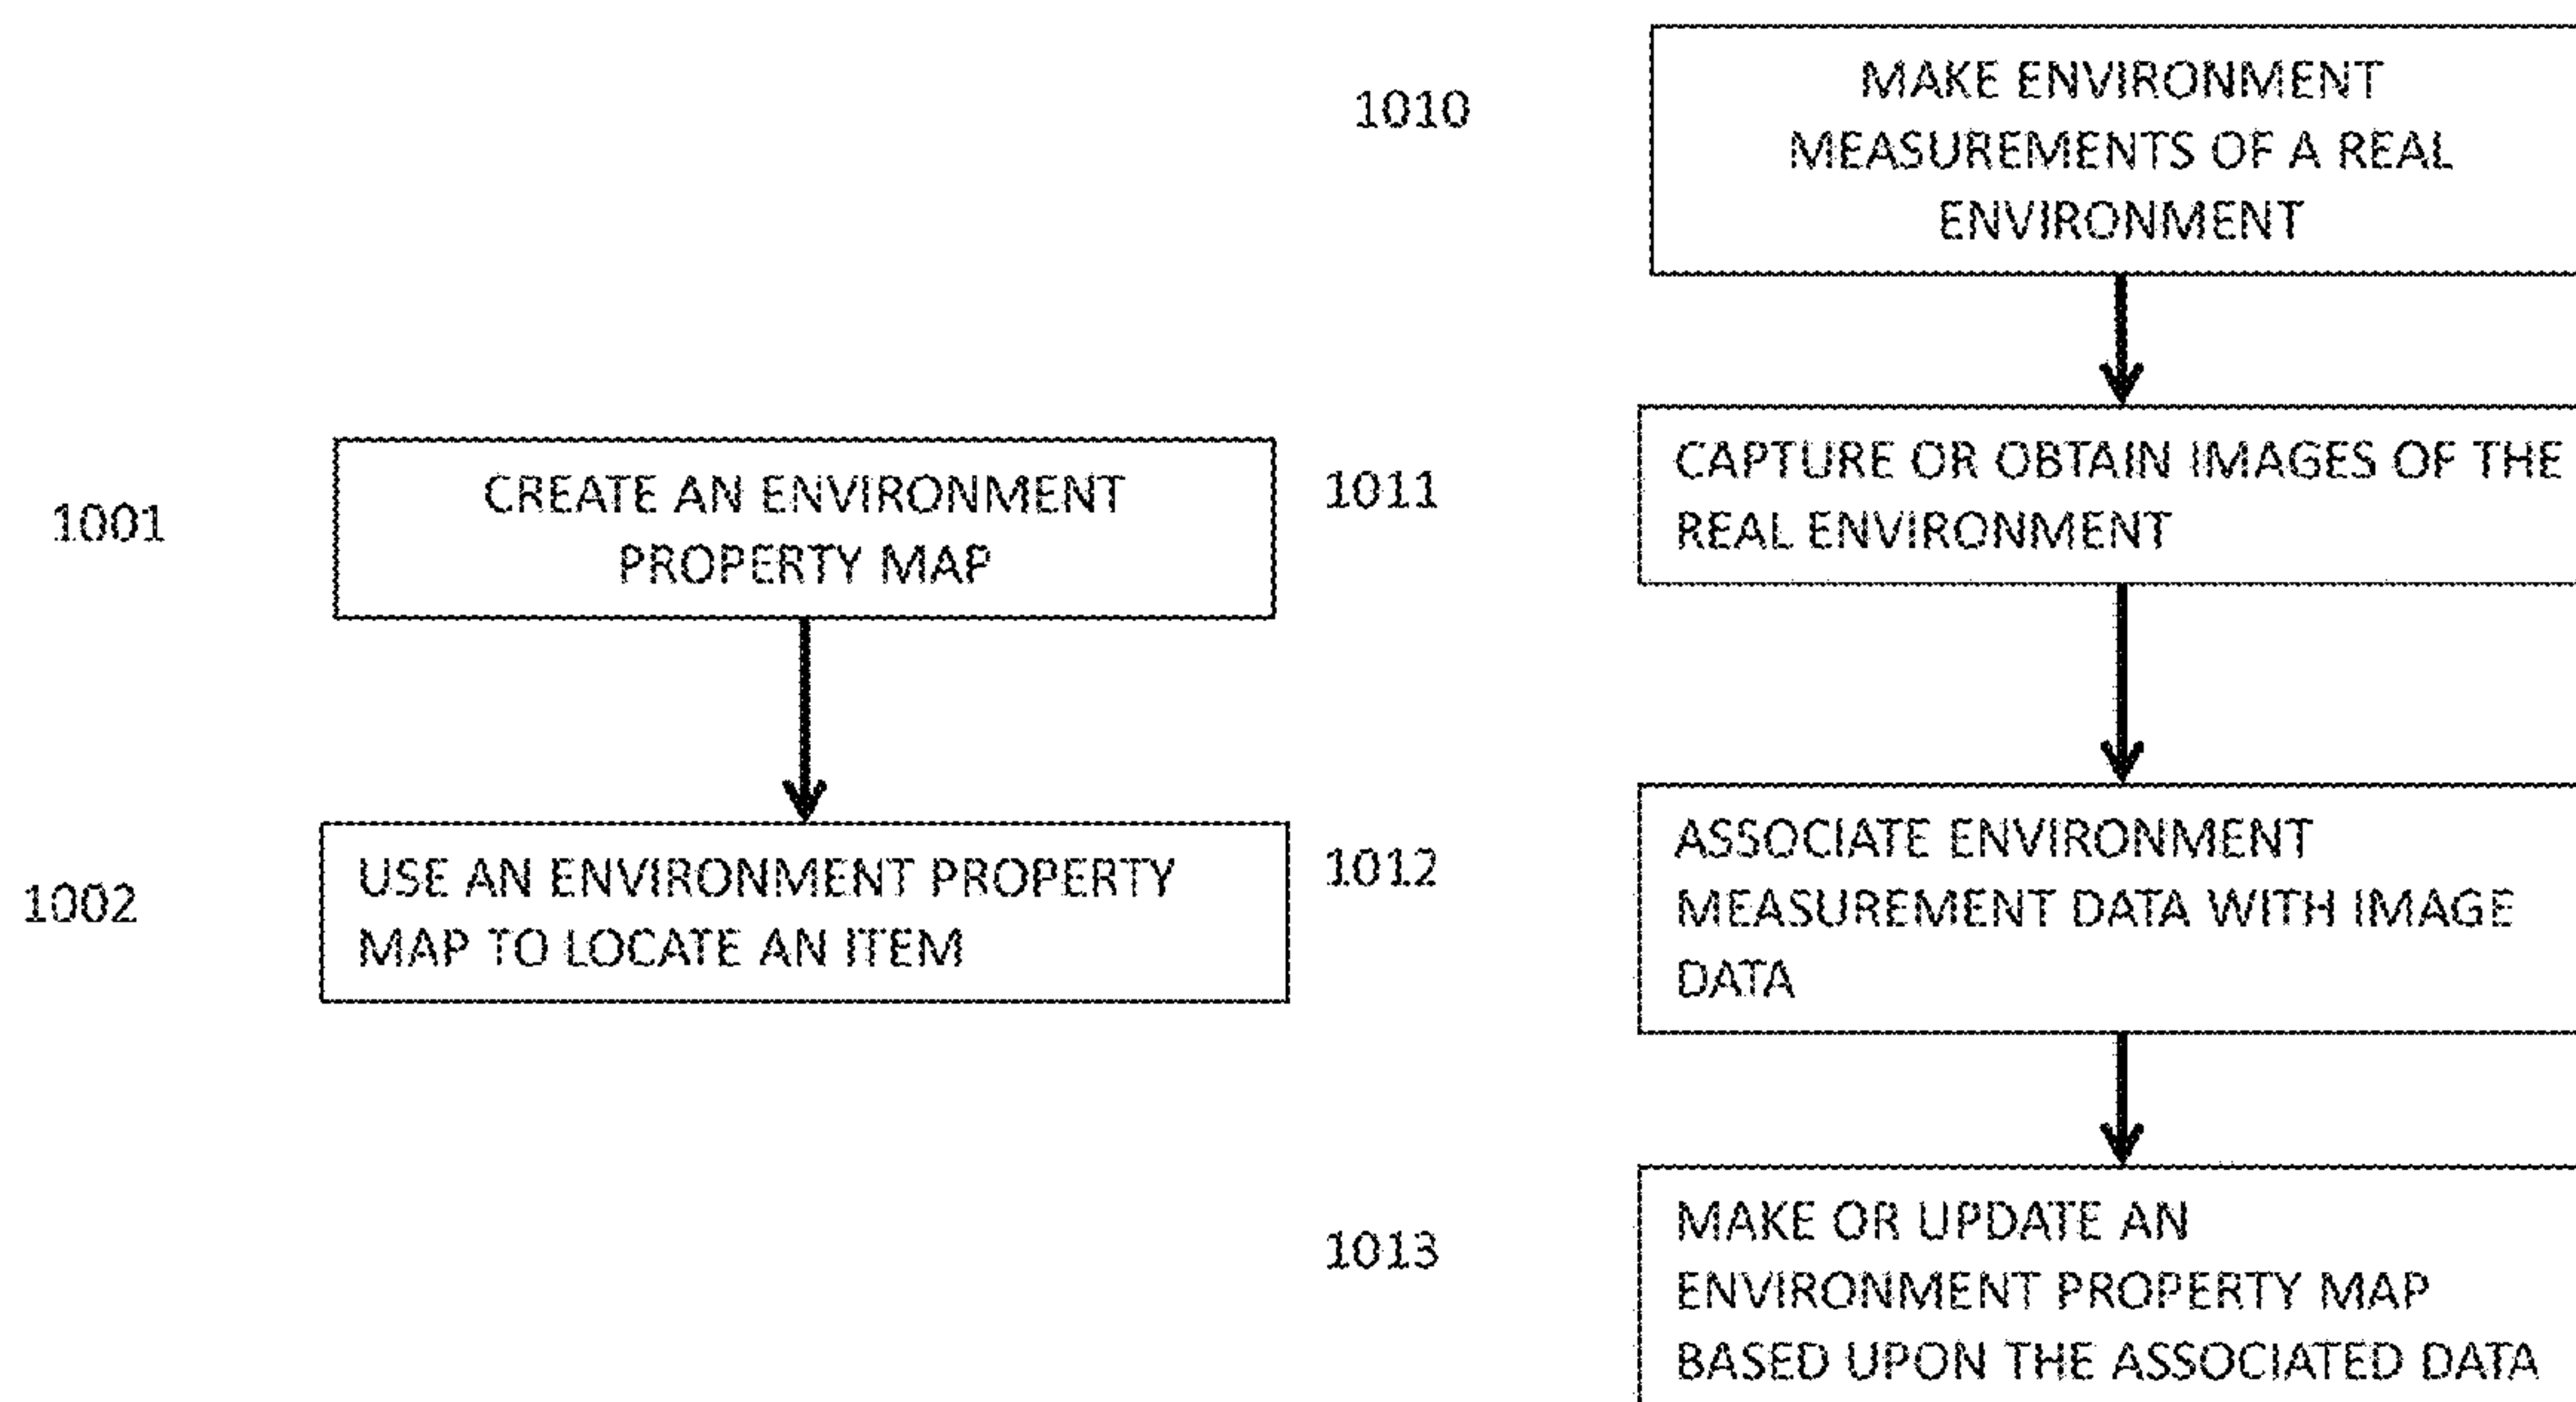 1001
CREATE AN ENVIRONMENT
PROPERTY MAP
1002
USE AN ENVIRONMENT PROPERTY
MAP TO LOCATE AN ITEM
1010
MAKE ENVIRONMENT
MEASUREMENTS OF A REAL
ENVIRONMENT
1011
CAPTURE OR OBTAIN IMAGES OF THE
REAL ENVIRONMENT
1012
ASSOCIATE ENVIRONMENT
MEASUREMENT DATA WITH IMAGE
DATA
1013
MAKE OR UPDATE AN
ENVIRONMENT PROPERTY MAP
BASED UPON THE ASSOCIATED DATA